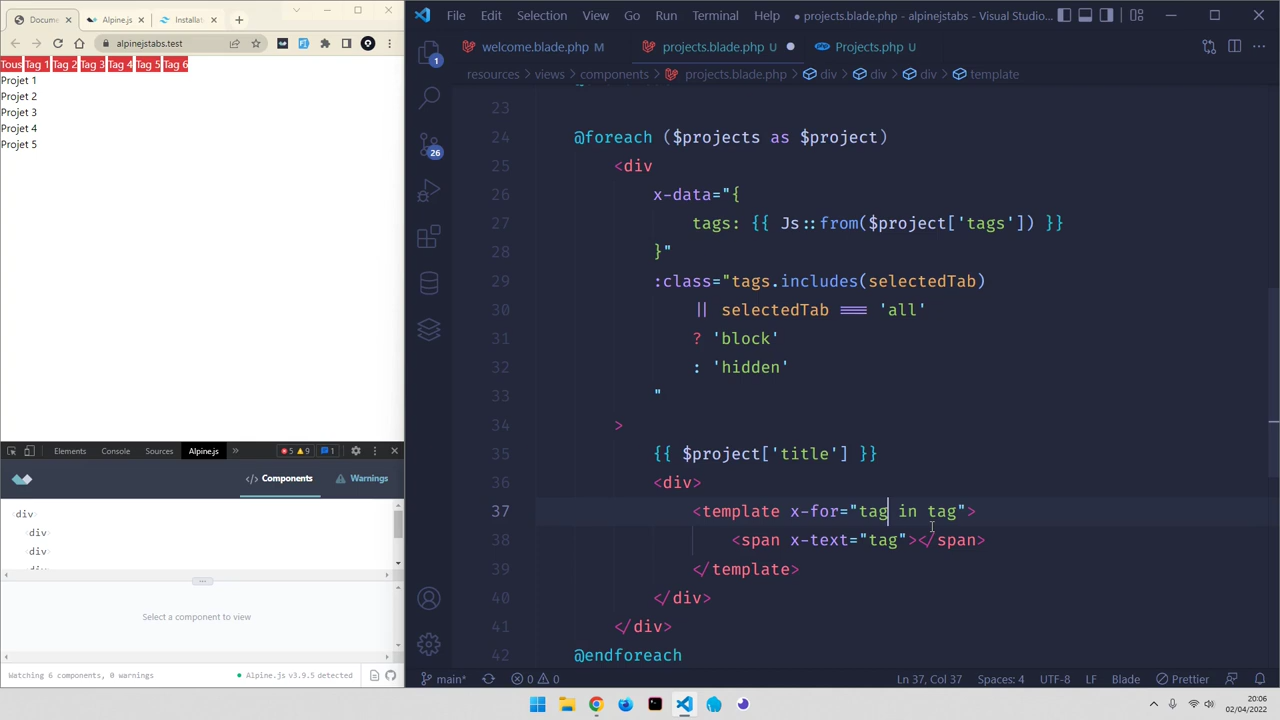 Docume
Alpine.js
Installat
alpinejstabs.test
Tous Tag 1 Tag 2 Tag 3 Tag 4 Tag 5 Tag 6
Projet 1
Projet 2
Projet 3
Projet 4
Projet 5
Elements Console Sources Alpine.js » 5 9 1
</> Components Warnings
<div>
<div>
<div>
Select a component to view
Watching 6 components, 0 warnings Alpine.js v3.9.5 detected
File Edit Selection View Go Run Terminal Help ● projects.blade.php - alpinejstabs - Visual Studio...
welcome.blade.php M projects.blade.php U ● Projects.php U
resources > views > components > projects.blade.php > div > div > div > template
1
26
23
24 @foreach ($projects as $project)
25 <div
26 x-data="{
27 tags: {{ Js::from($project['tags']) }}
28 }"
29 :class="tags.includes(selectedTab)
30 || selectedTab === 'all'
31 ? 'block'
32 : 'hidden'
33 "
34 >
35 {{ $project['title'] }}
36 <div>
37 <template x-for="tag in tag">
38 <span x-text="tag"></span>
39 </template>
40 </div>
41 </div>
42 @endforeach
main* 0 0 Ln 37, Col 37 Spaces: 4 UTF-8 LF Blade Prettier
20:06
02/04/2022